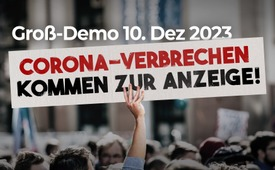 Groß-Demo 10. Dez 2023
CORONA-VERBRECHEN
KOMMEN ZUR ANZEIGE!